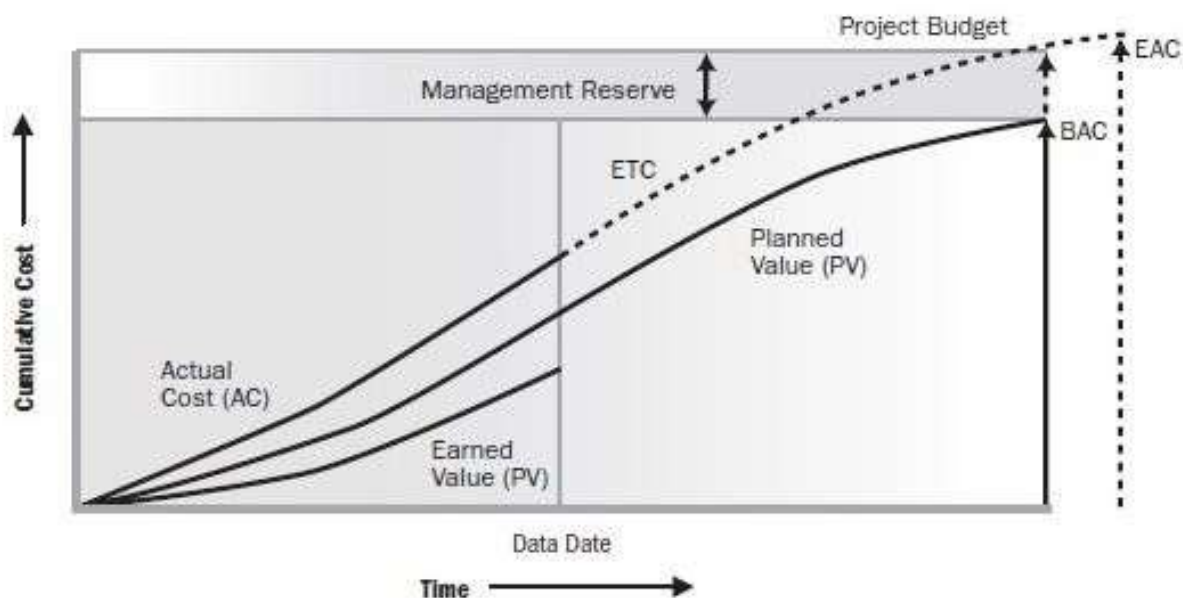 Project Budget
EAC
Management Reserve
BAC
ETC
Planned
Value (PV)
Cumulative Cost
Actual
Cost (AC)
Earned
Value (PV)
Data Date
Time